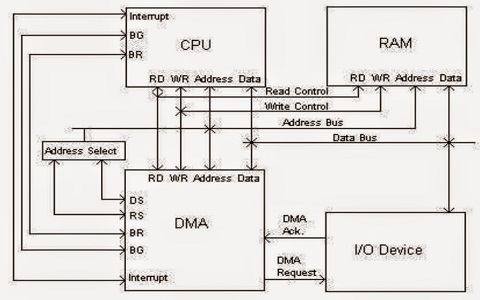 Interrupt
BG
BR
CPU
RD WR Address Data
RAM
RD WR Address Data
Read Control
Write Control
Address Bus
Data Bus
Address Select
RD WR Address Data
DS
RS
BR
BG
Interrupt
DMA
DMA
Ack.
DMA
Request
I/O Device